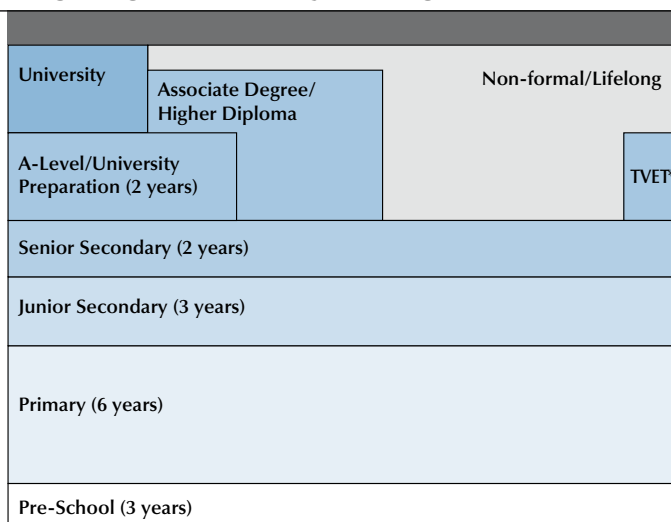 University
Associate Degree/
Higher Diploma
Non-formal/Lifelong
A-Level/University
Preparation (2 years)
TVET
Senior Secondary (2 years)
Junior Secondary (3 years)
Primary (6 years)
Pre-School (3 years)